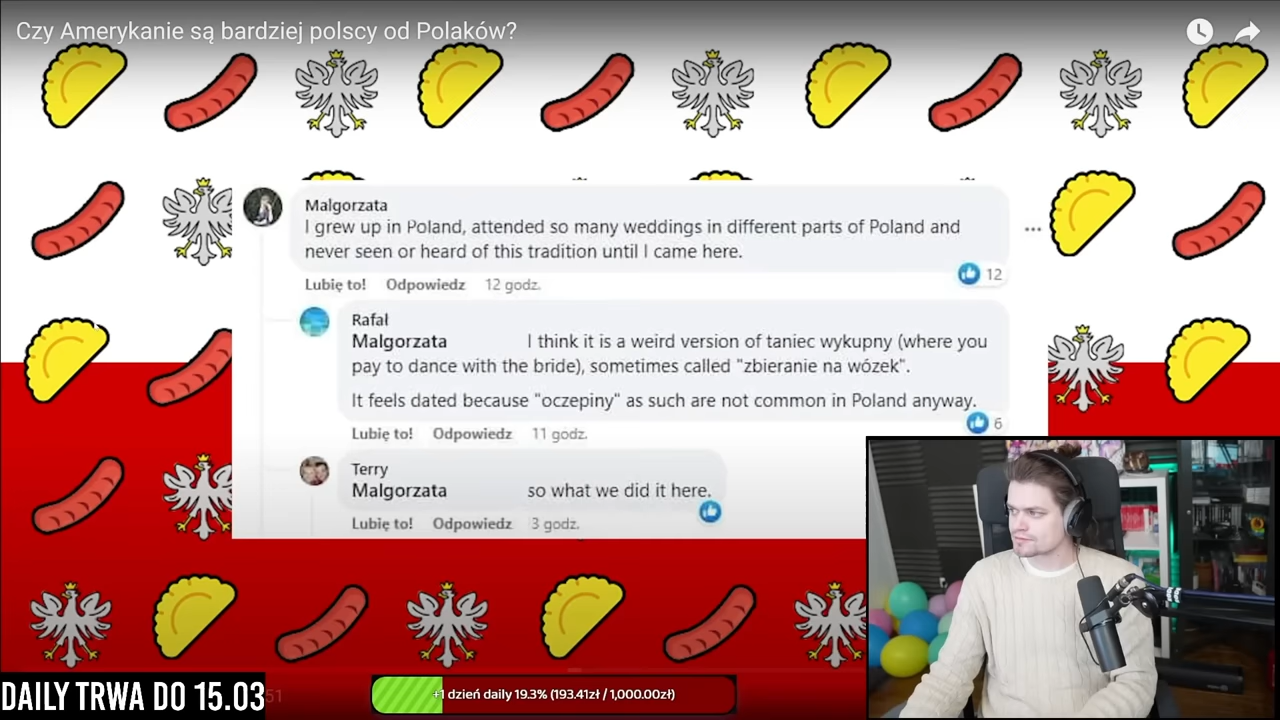 Czy Amerykanie są bardziej polscy od Polaków?
Malgorzata
I grew up in Poland, attended so many weddings in different parts of Poland and
never seen or heard of this tradition until I came here.
12
Lubię to! Odpowiedz 12 godz.
Rafał
Malgorzata I think it is a weird version of taniec wykupny (where you
pay to dance with the bride), sometimes called "zbieranie na wózek".
It feels dated because "oczepiny" as such are not common in Poland anyway.
6
Lubię to! Odpowiedz 11 godz.
Terry
Malgorzata so what we did it here.
Lubię to! Odpowiedz 3 godz.
DAILY TRWA DO 15.03
51
+1 dzień daily 19.3% (193.41zł / 1,000.00zł)